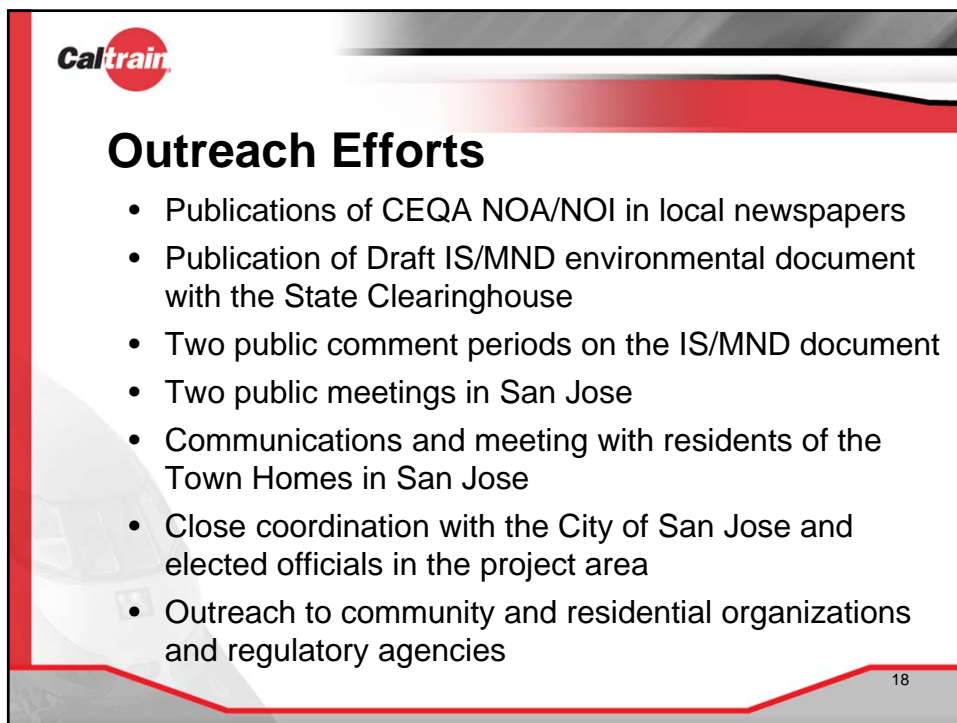 Caltrain
Outreach Efforts
• Publications of CEQA NOA/NOI in local newspapers
• Publication of Draft IS/MND environmental document
with the State Clearinghouse
• Two public comment periods on the IS/MND document
• Two public meetings in San Jose
• Communications and meeting with residents of the
Town Homes in San Jose
• Close coordination with the City of San Jose and
elected officials in the project area
• Outreach to community and residential organizations
and regulatory agencies
18